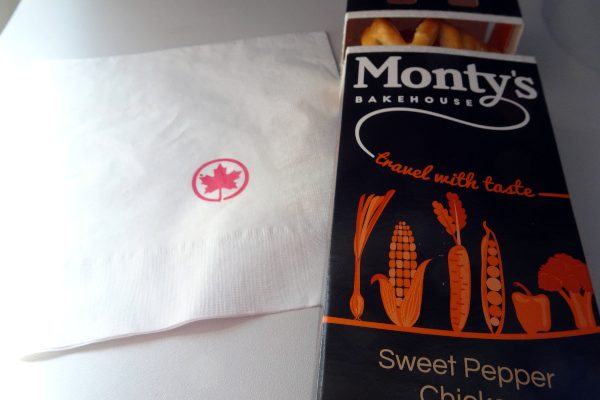 Monty's
BAKEHOUSE
travel with taste
Sweet Pepper